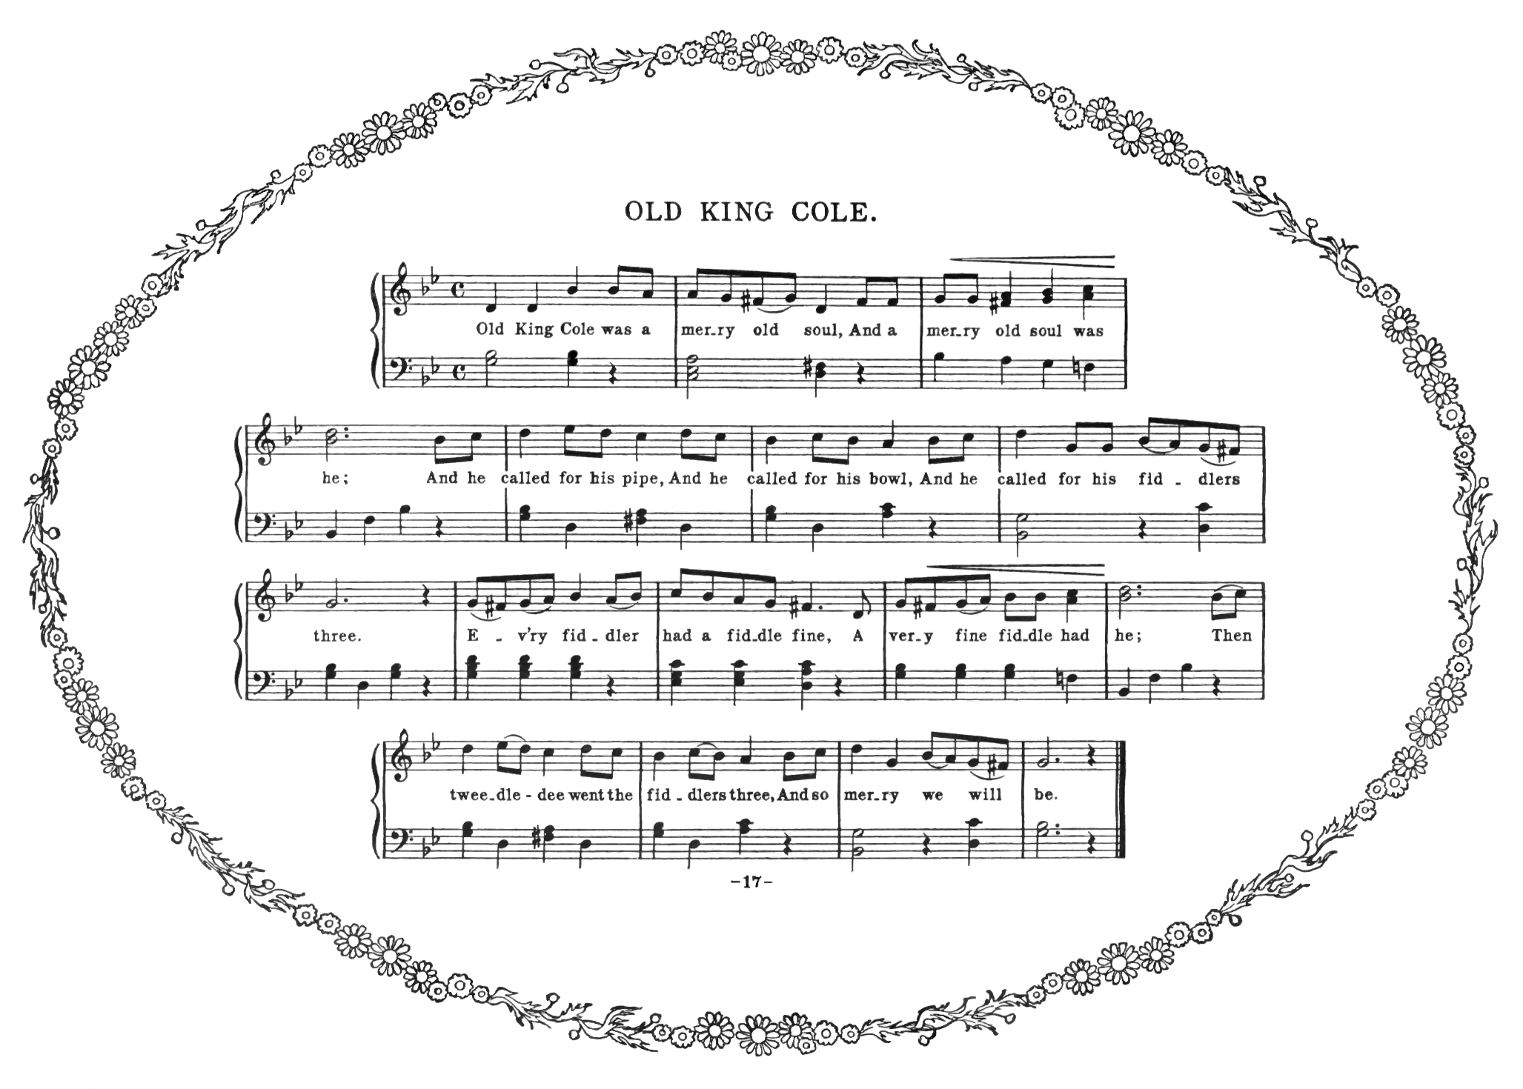 OLD KING COLE.
Old King Cole was a mer-ry old soul, And a mer-ry old soul was
he; And he called for his pipe, And he called for his bowl, And he called for his fid - dlers
three. E - v'ry fid-dler had a fid-dle fine, A ver-y fine fid-dle had he; Then
twee-dle - dee went the fid - dlers three, And so mer-ry we will be.
-17-